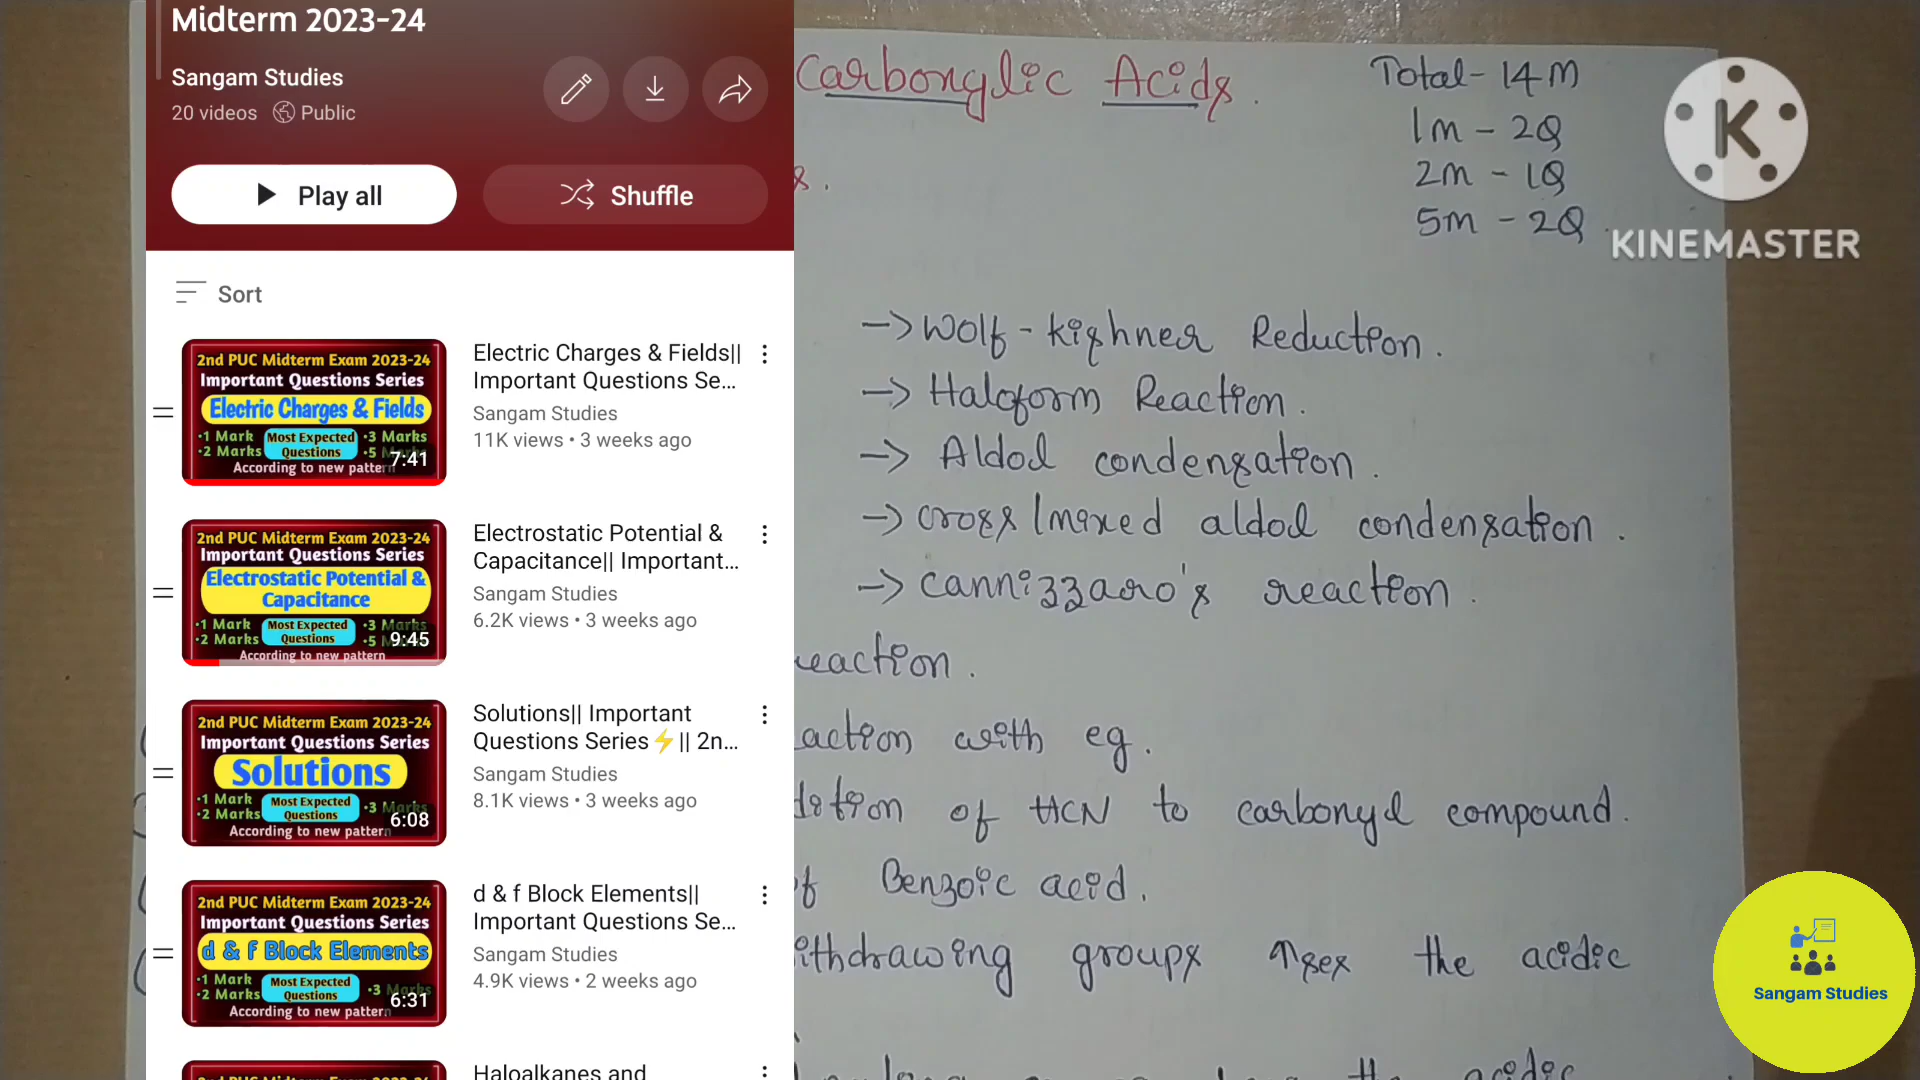 Midterm 2023-24
Sangam Studies
20 videos Public
Play all
Shuffle
Sort
2nd PUC Midterm Exam 2023-24
Important Questions Series
Electric Charges & Fields
•1 Mark Most Expected •3 Marks
•2 Marks Questions •5
According to new pattern
7:41
Electric Charges & Fields||
Important Questions Se...
Sangam Studies
11K views • 3 weeks ago
2nd PUC Midterm Exam 2023-24
Important Questions Series
Electrostatic Potential &
Capacitance
•1 Mark Most Expected •3 Marks
•2 Marks Questions •5
According to new pattern
9:45
Electrostatic Potential &
Capacitance|| Important...
Sangam Studies
6.2K views • 3 weeks ago
2nd PUC Midterm Exam 2023-24
Important Questions Series
Solutions
•1 Mark Most Expected •3 Marks
•2 Marks Questions
According to new pattern
6:08
Solutions|| Important
Questions Series⚡|| 2n...
Sangam Studies
8.1K views • 3 weeks ago
2nd PUC Midterm Exam 2023-24
Important Questions Series
d & f Block Elements
•1 Mark Most Expected •3 Marks
•2 Marks Questions
According to new pattern
6:31
d & f Block Elements||
Important Questions Se...
Sangam Studies
4.9K views • 2 weeks ago
Haloalkanes and
Carbonylic Acids.
Total - 14M
1m - 2Q
2m - 1Q
5m - 2Q.
K
KINEMASTER
→ Wolf-kishner Reduction.
→ Haloform Reaction.
→ Aldol condensation.
→ cross/mixed aldol condensation.
→ cannizzaro's reaction.
eaction.
action with eg.
dition of HCN to carbonyl compound.
f Benzoic acid.
ithdrawing groups ↑ses the acidic
the acidic
Sangam Studies